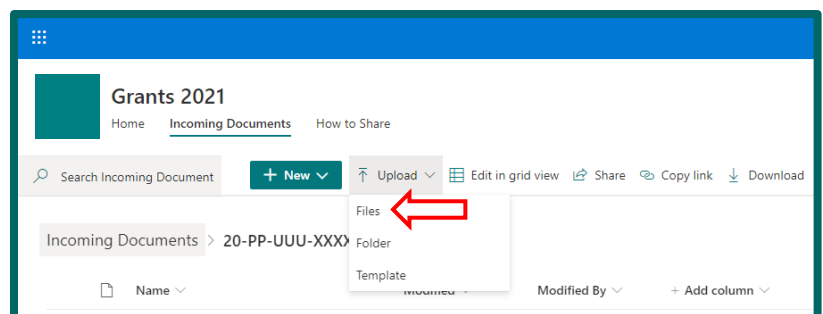 Grants 2021
Home Incoming Documents How to Share
Search Incoming Document + New Upload Edit in grid view Share Copy link Download
Files
Incoming Documents > 20-PP-UUU-XXXX
Folder
Template
Name Modified Modified By + Add column